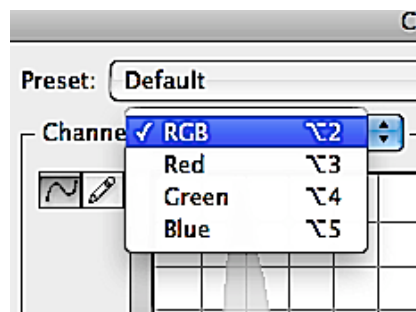 C
Preset: Default
Channe ✓ RGB ⌥2
Red ⌥3
Green ⌥4
Blue ⌥5